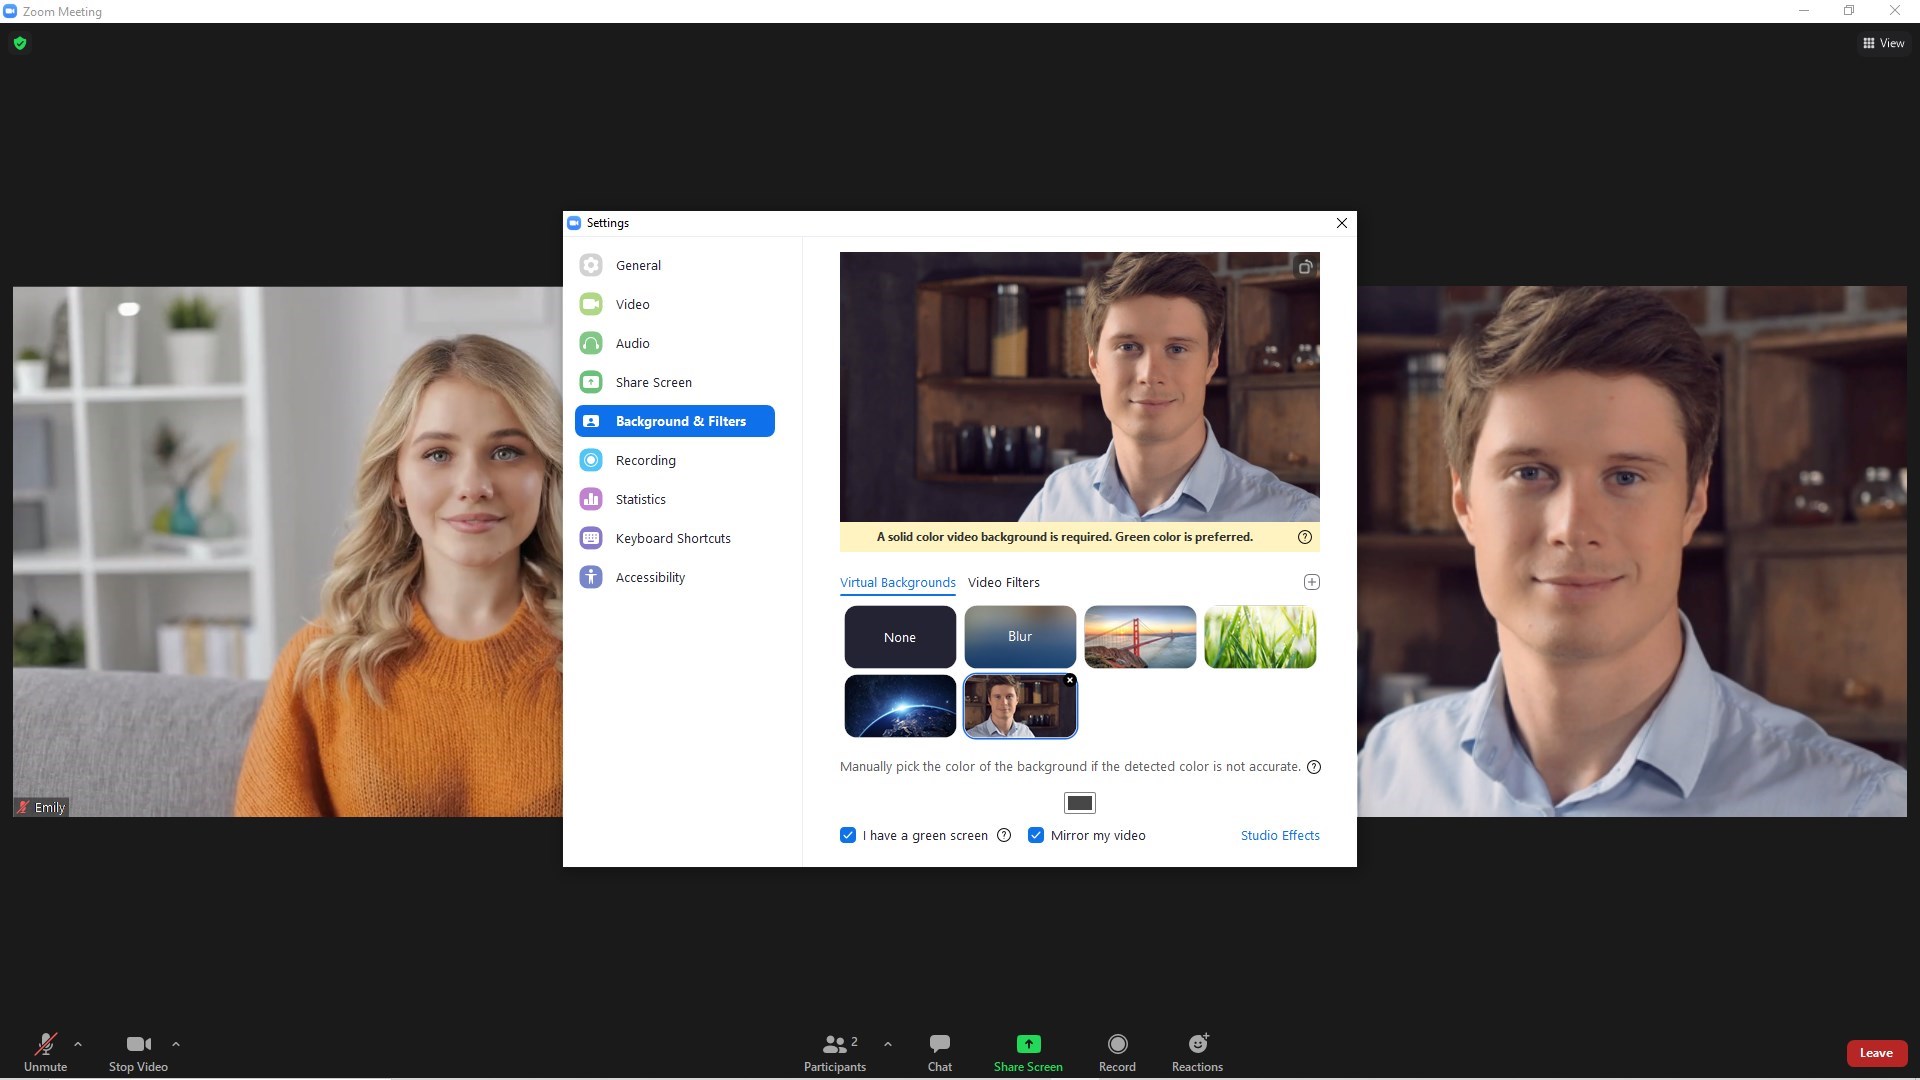 Zoom Meeting
View
Settings
General
Video
Audio
Share Screen
Background & Filters
Recording
Statistics
Keyboard Shortcuts
Accessibility
A solid color video background is required. Green color is preferred.
Virtual Backgrounds Video Filters
None Blur
Manually pick the color of the background if the detected color is not accurate.
I have a green screen Mirror my video Studio Effects
Emily
Unmute Stop Video Participants 2 Chat Share Screen Record Reactions Leave